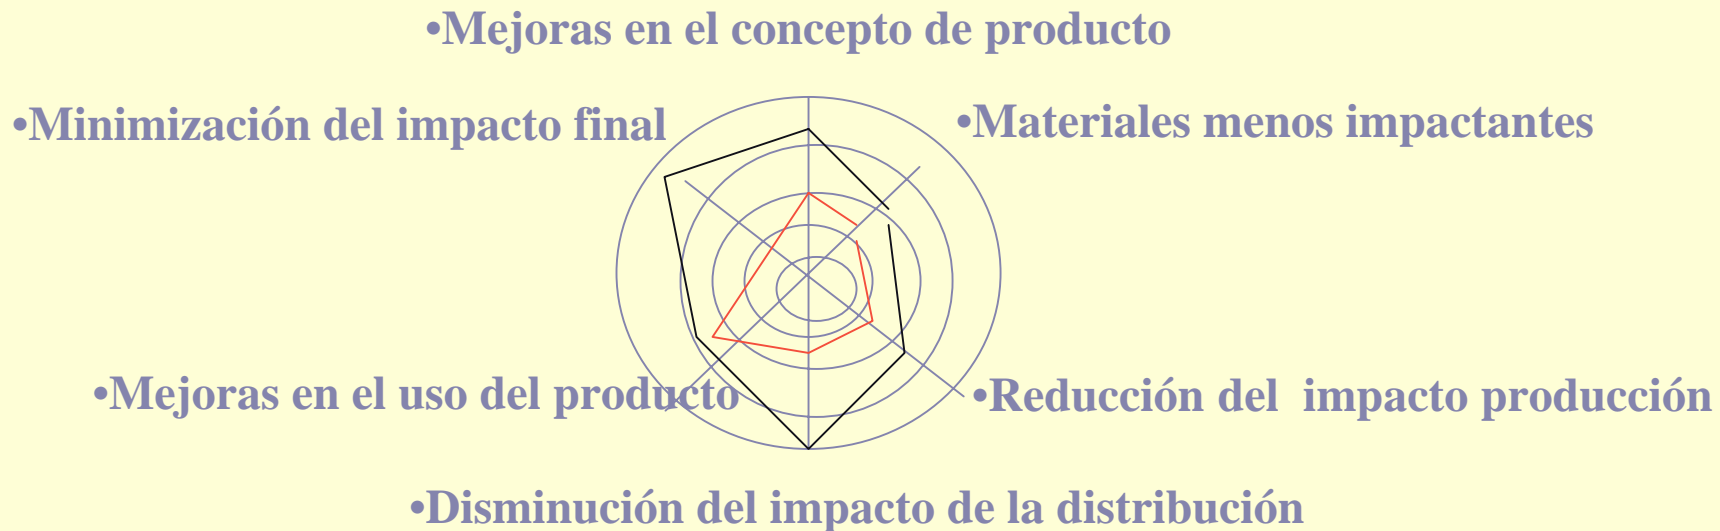 •Mejoras en el concepto de producto
•Minimización del impacto final
•Materiales menos impactantes
•Mejoras en el uso del producto
•Reducción del  impacto producción
•Disminución del impacto de la distribución